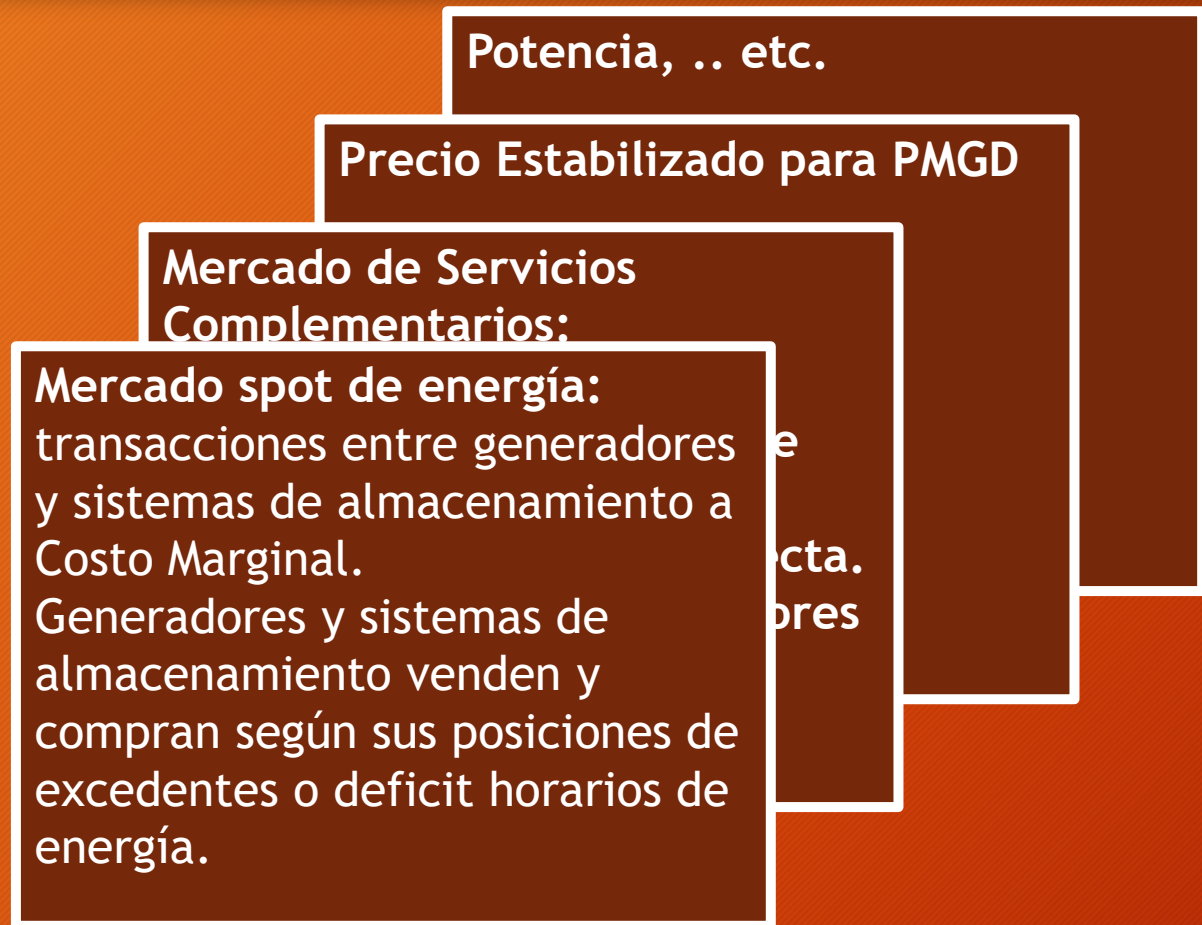 Potencia, .. etc.
Precio Estabilizado para PMGD
Mercado de Servicios
Complementarios:
Mercado spot de energía:
transacciones entre generadores
y sistemas de almacenamiento a
Costo Marginal.
Generadores y sistemas de
almacenamiento venden y
compran según sus posiciones de
excedentes o deficit horarios de
energía.